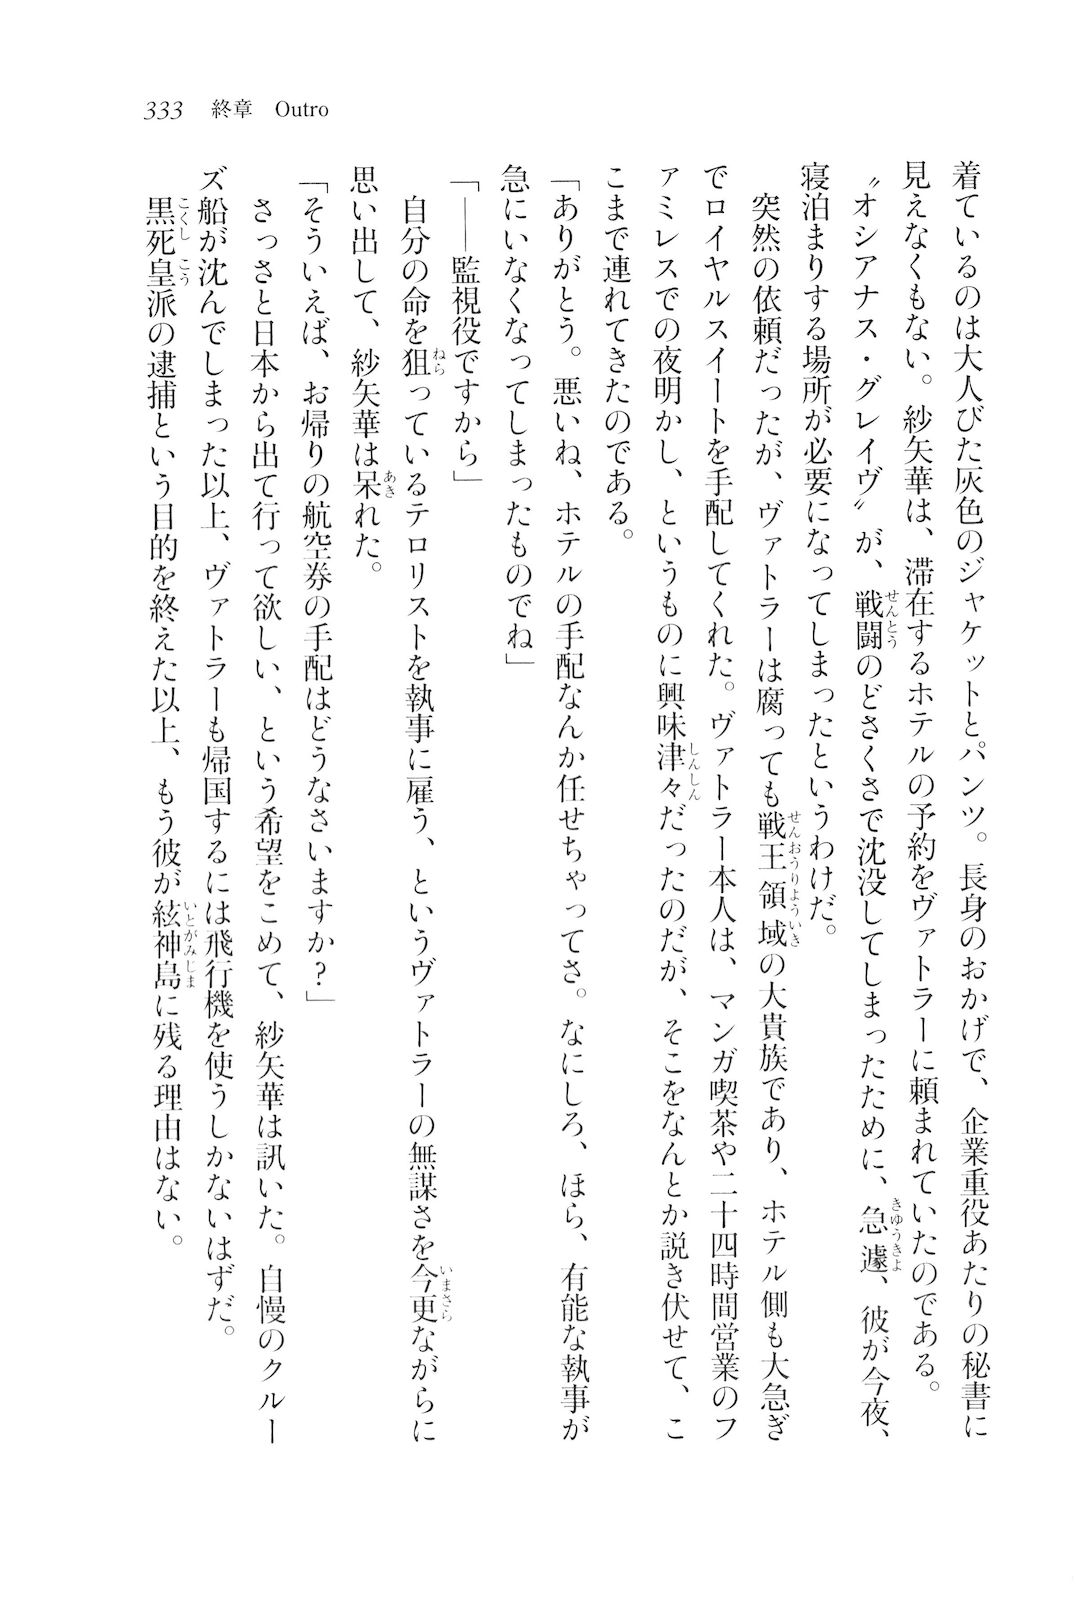 333 終章 Outro
着ているのは大人びた灰色のジャケットとパンツ。長身のおかげで、企業重役あたりの秘書に
見えなくもない。紗矢華は、滞在するホテルの予約をヴァトラーに頼まれていたのである。
〝オシアナス・グレイヴ〟が、戦闘のどさくさで沈没してしまったために、急遽、彼が今夜、
寝泊まりする場所が必要になってしまったというわけだ。
突然の依頼だったが、ヴァトラーは腐っても戦王領域の大貴族であり、ホテル側も大急ぎ
でロイヤルスイートを手配してくれた。ヴァトラー本人は、マンガ喫茶や二十四時間営業のフ
ァミレスでの夜明かし、というものに興味津々だったのだが、そこをなんとか説き伏せて、こ
こまで連れてきたのである。
「ありがとう。悪いね、ホテルの手配なんか任せちゃってさ。なにしろ、ほら、有能な執事が
急にいなくなってしまったものでね」
「――監視役ですから」
自分の命を狙っているテロリストを執事に雇う、というヴァトラーの無謀さを今更ながらに
思い出して、紗矢華は呆れた。
「そういえば、お帰りの航空券の手配はどうなさいますか？」
さっさと日本から出て行って欲しい、という希望をこめて、紗矢華は訊いた。自慢のクルー
ズ船が沈んでしまった以上、ヴァトラーも帰国するには飛行機を使うしかないはずだ。
黒死皇派の逮捕という目的を終えた以上、もう彼が絃神島に残る理由はない。